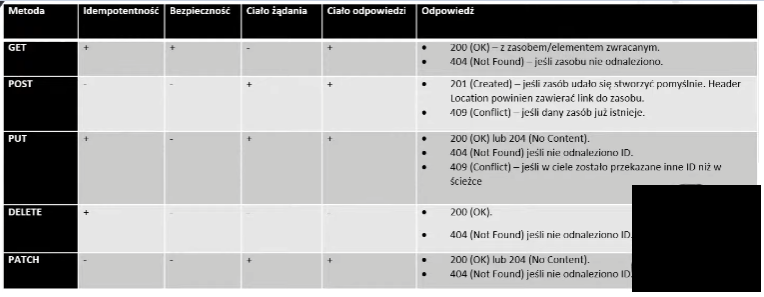 Metoda Idempotentność Bezpieczność Ciało żądania Ciało odpowiedzi Odpowiedź
GET + + - + • 200 (OK) – z zasobem/elementem zwracanym.
• 404 (Not Found) – jeśli zasobu nie odnaleziono.
POST - - + + • 201 (Created) – jeśli zasób udało się stworzyć pomyślnie. Header
Location powinien zawierać link do zasobu.
• 409 (Conflict) – jeśli dany zasób już istnieje.
PUT + - + + • 200 (OK) lub 204 (No Content).
• 404 (Not Found) jeśli nie odnaleziono ID.
• 409 (Conflict) – jeśli w ciele zostało przekazane inne ID niż w
ścieżce
DELETE + - - - • 200 (OK).
• 404 (Not Found) jeśli nie odnaleziono ID.
PATCH - - + + • 200 (OK) lub 204 (No Content).
• 404 (Not Found) jeśli nie odnaleziono ID.